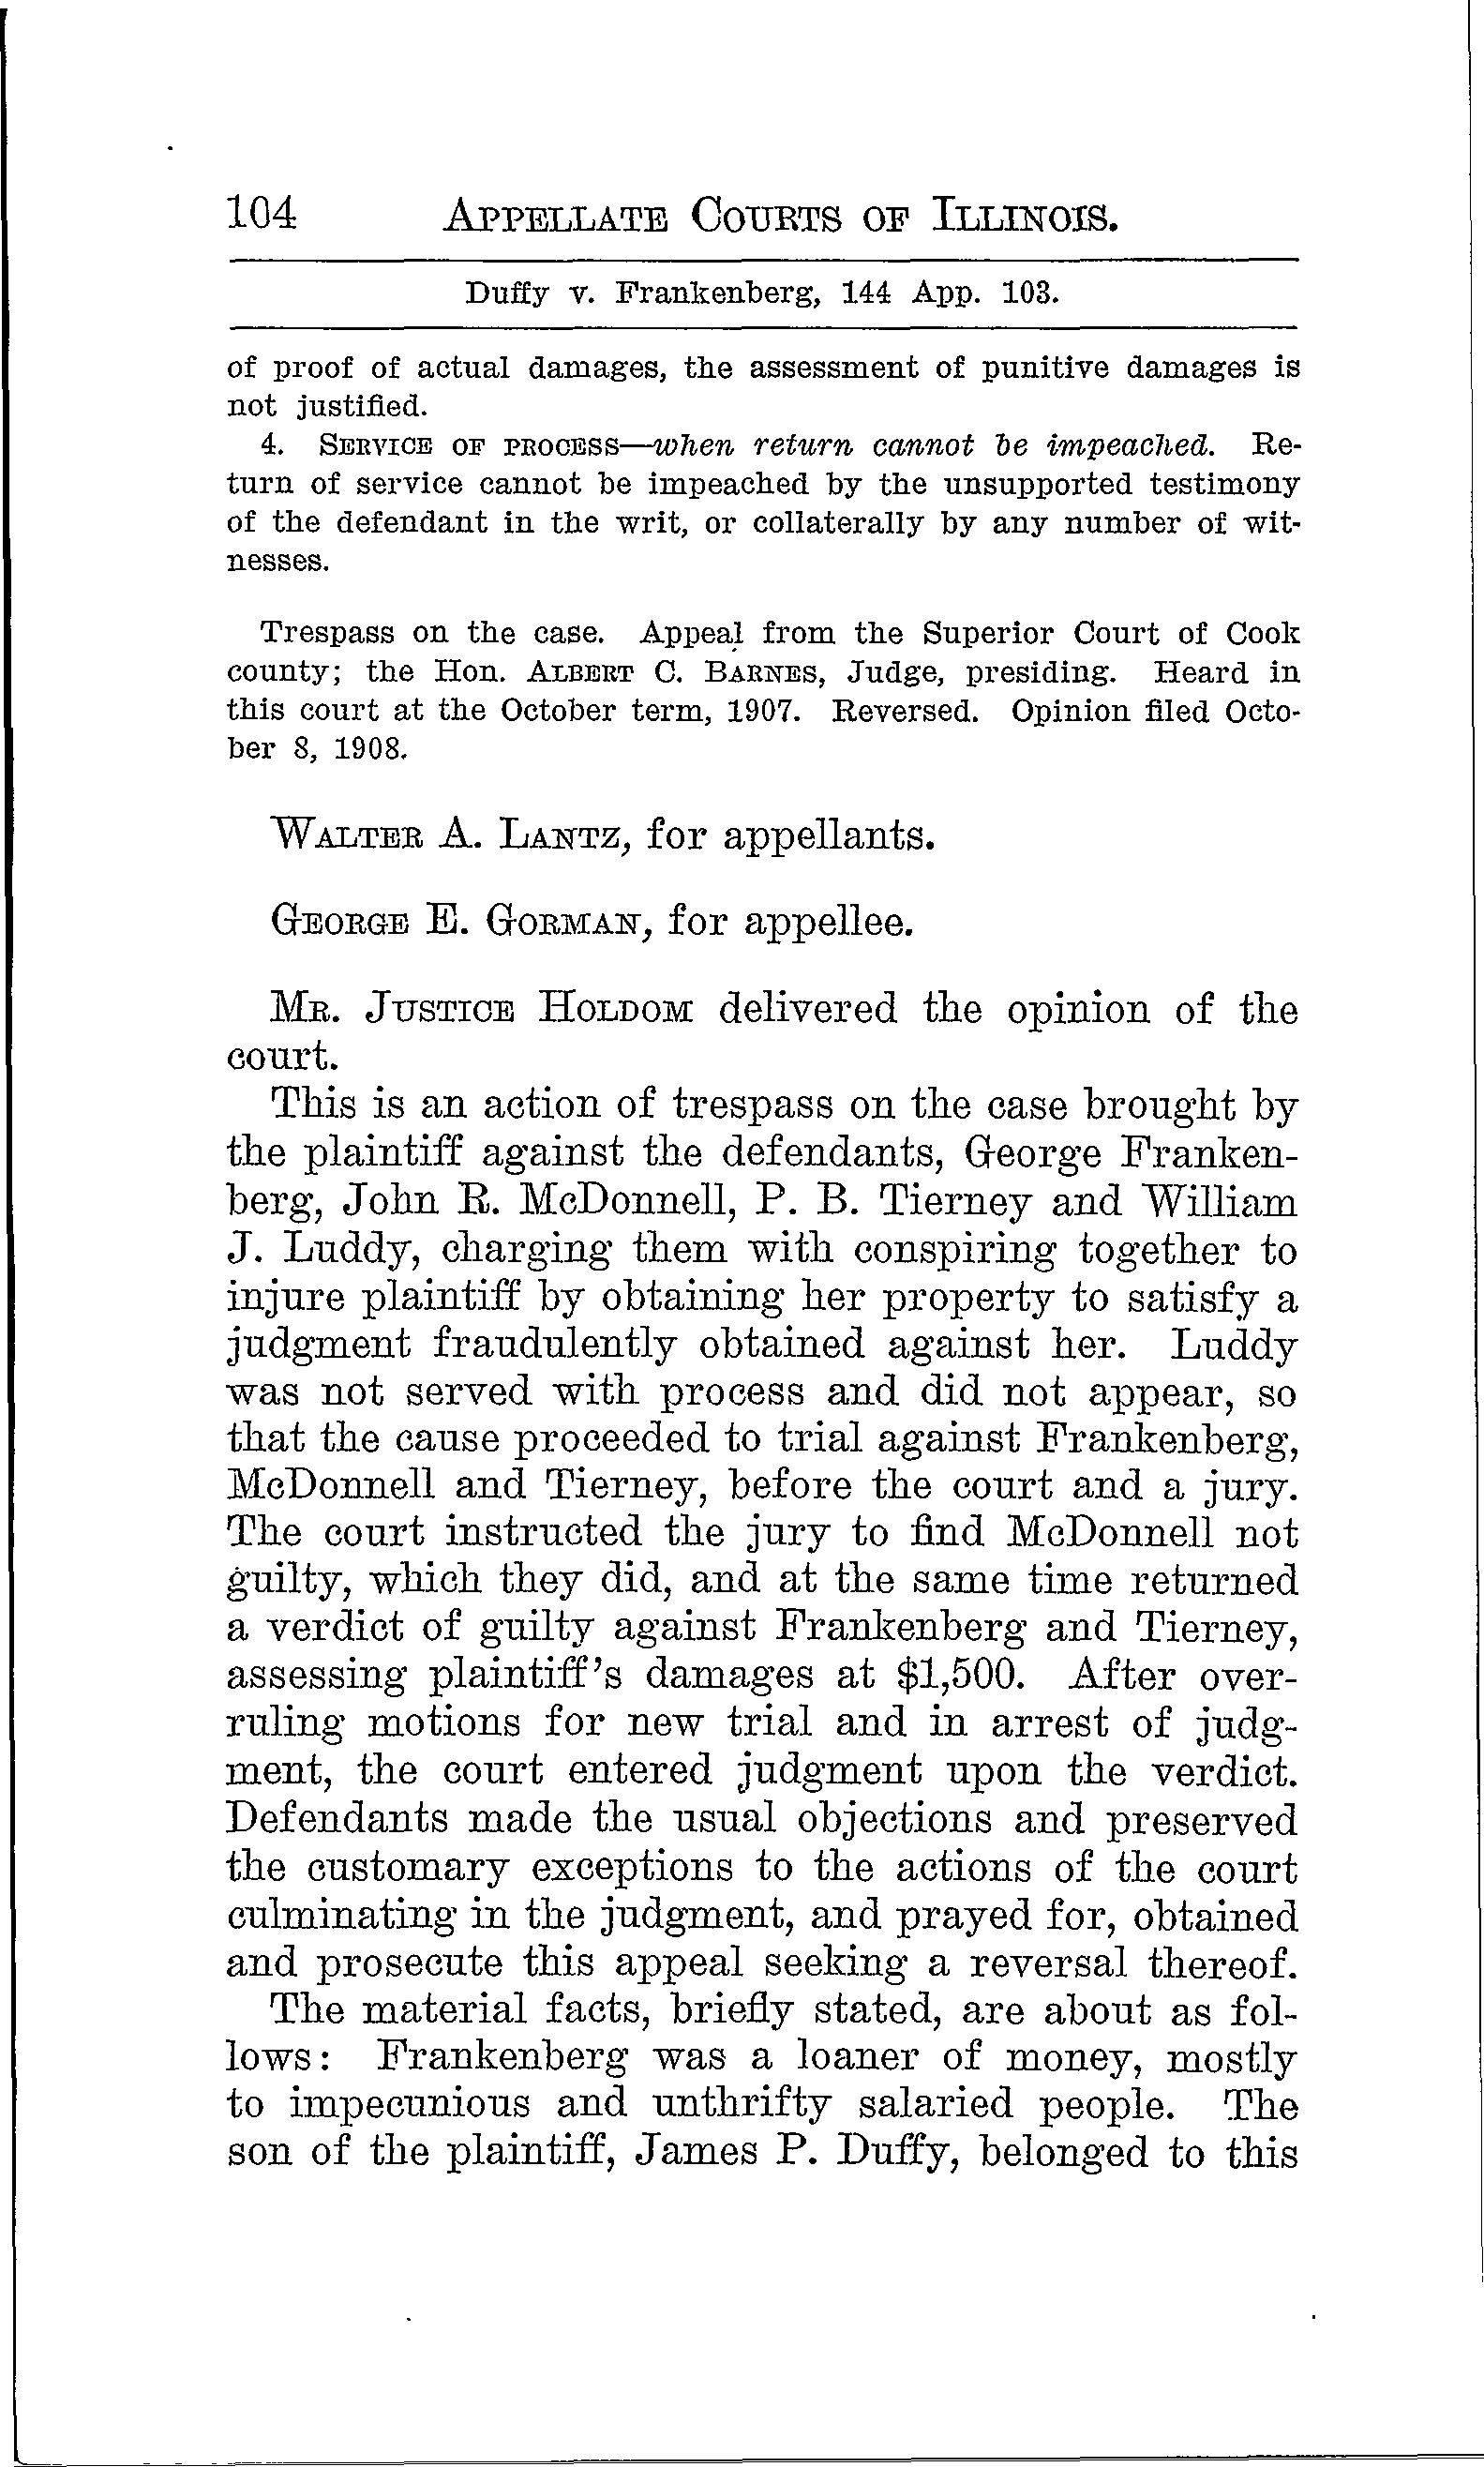 104 APPELLATE COURTS OF ILLINOIS.
Duffy v. Frankenberg, 144 App. 103.
of proof of actual damages, the assessment of punitive damages is
not justified.
4. SERVICE OF PROCESS—when return cannot be impeached. Re-
turn of service cannot be impeached by the unsupported testimony
of the defendant in the writ, or collaterally by any number of wit-
nesses.
Trespass on the case. Appeal from the Superior Court of Cook
county; the Hon. ALBERT C. BARNES, Judge, presiding. Heard in
this court at the October term, 1907. Reversed. Opinion filed Octo-
ber 8, 1908.
WALTER A. LANTZ, for appellants.
GEORGE E. GORMAN, for appellee.
MR. JUSTICE HOLDOM delivered the opinion of the
court.
This is an action of trespass on the case brought by
the plaintiff against the defendants, George Franken-
berg, John R. McDonnell, P. B. Tierney and William
J. Luddy, charging them with conspiring together to
injure plaintiff by obtaining her property to satisfy a
judgment fraudulently obtained against her. Luddy
was not served with process and did not appear, so
that the cause proceeded to trial against Frankenberg,
McDonnell and Tierney, before the court and a jury.
The court instructed the jury to find McDonnell not
guilty, which they did, and at the same time returned
a verdict of guilty against Frankenberg and Tierney,
assessing plaintiff's damages at $1,500. After over-
ruling motions for new trial and in arrest of judg-
ment, the court entered judgment upon the verdict.
Defendants made the usual objections and preserved
the customary exceptions to the actions of the court
culminating in the judgment, and prayed for, obtained
and prosecute this appeal seeking a reversal thereof.
The material facts, briefly stated, are about as fol-
lows: Frankenberg was a loaner of money, mostly
to impecunious and unthrifty salaried people. The
son of the plaintiff, James P. Duffy, belonged to this